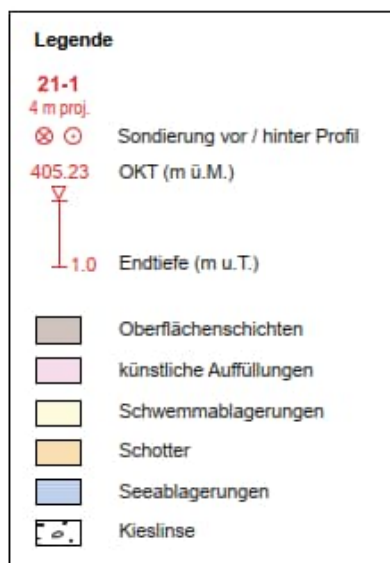 Legende
21-1
4 m proj.
Sondierung vor / hinter Profil
405.23 OKT (m ü.M.)
1.0 Endtiefe (m u.T.)
Oberflächenschichten
künstliche Auffüllungen
Schwemmablagerungen
Schotter
Seeablagerungen
Kieslinse